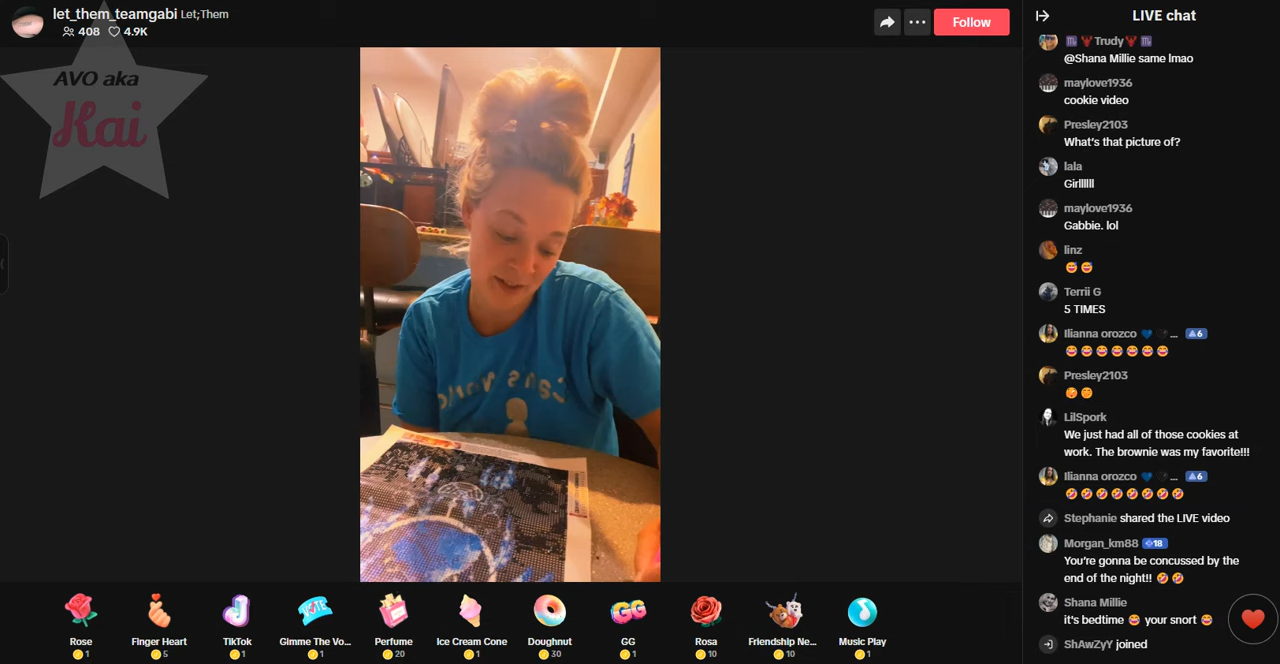 let_them_teamgabi Let;Them
408 4.9K
Follow
LIVE chat
AVO aka
Kai
Trudy
@Shana Millie same lmao
maylove1936
cookie video
Presley2103
What's that picture of?
lala
Girllllll
maylove1936
Gabbie. lol
linz
😅 😅
Terrii G
5 TIMES
Ilianna orozco 💙 🖤 ... 6
😂 😂 😂 😂 😂 😂 😂
Presley2103
LilSpork
We just had all of those cookies at
work. The brownie was my favorite!!!
Ilianna orozco 💙 🖤 ... 6
🤣 🤣 🤣 🤣 🤣 🤣 🤣 🤣
Stephanie shared the LIVE video
Morgan_km88 18
You're gonna be concussed by the
end of the night!! 🤣 🤣
Shana Millie
it's bedtime 😂 your snort 😂
ShAwZyY joined
Rose
1
Finger Heart
5
TikTok
1
Gimme The Vo...
1
Perfume
20
Ice Cream Cone
1
Doughnut
30
GG
1
Rosa
10
Friendship Ne...
10
Music Play
1